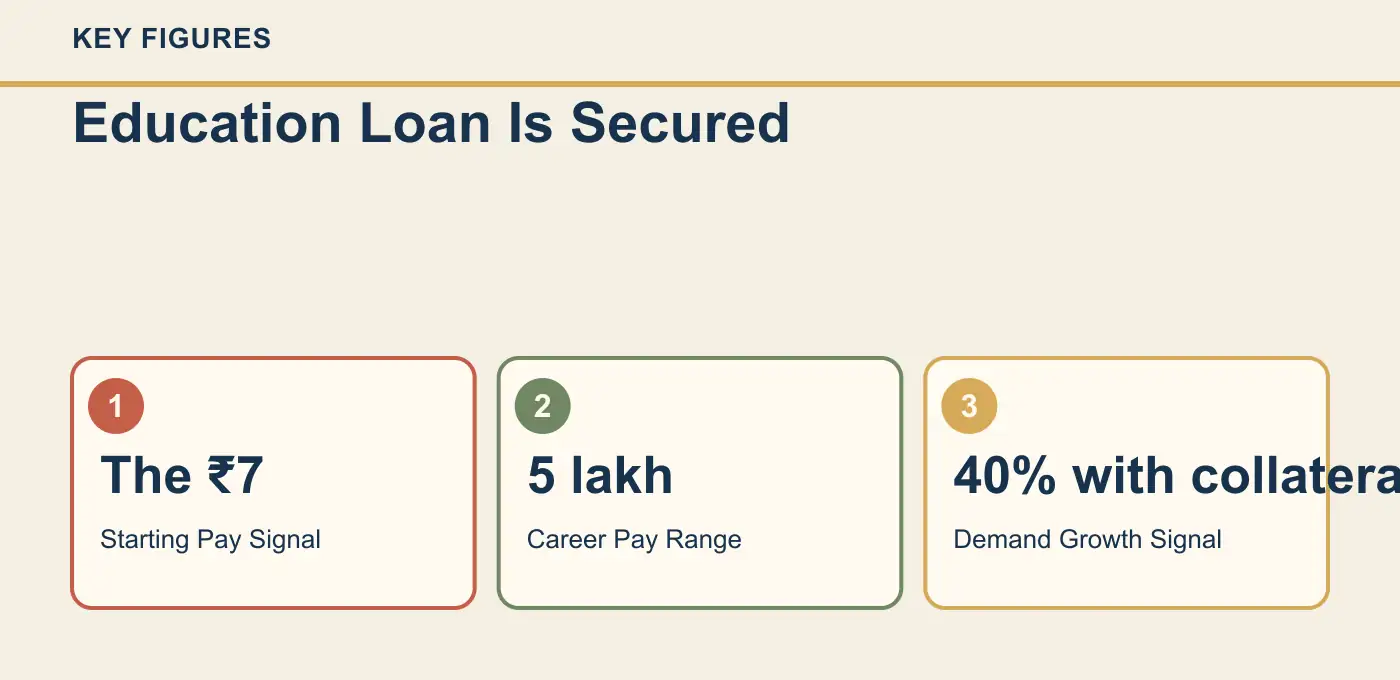 KEY FIGURES
Education Loan Is Secured
1
The ₹7
Starting Pay Signal
2
5 lakh
Career Pay Range
3
40% with collatera
Demand Growth Signal